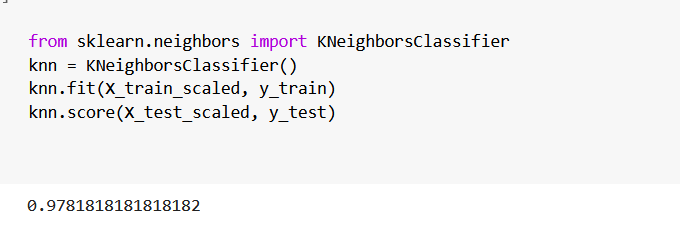 from sklearn.neighbors import KNeighborsClassifier
knn = KNeighborsClassifier()
knn.fit(X_train_scaled, y_train)
knn.score(X_test_scaled, y_test)
0.9781818181818182